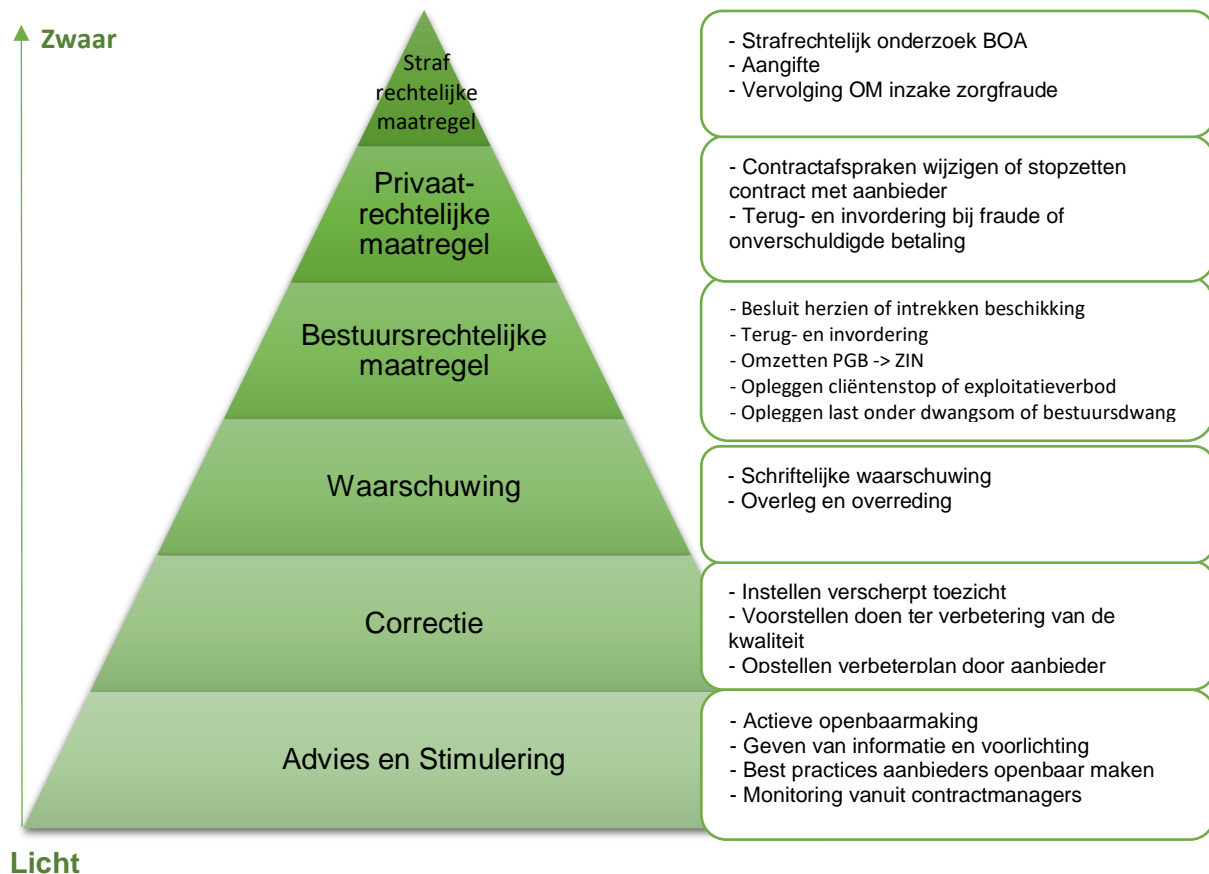 Zwaar
Straf
rechtelijke
maatregel
- Strafrechtelijk onderzoek BOA
- Aangifte
- Vervolging OM inzake zorgfraude
Privaat-
rechtelijke
maatregel
- Contractafspraken wijzigen of stopzetten
contract met aanbieder
- Terug- en invordering bij fraude of
onverschuldigde betaling
Bestuursrechtelijke
maatregel
- Besluit herzien of intrekken beschikking
- Terug- en invordering
- Omzetten PGB -> ZIN
- Opleggen cliëntenstop of exploitatieverbod
- Opleggen last onder dwangsom of bestuursdwang
Waarschuwing
- Schriftelijke waarschuwing
- Overleg en overreding
Correctie
- Instellen verscherpt toezicht
- Voorstellen doen ter verbetering van de
kwaliteit
- Opstellen verbeterplan door aanbieder
Advies en Stimulering
- Actieve openbaarmaking
- Geven van informatie en voorlichting
- Best practices aanbieders openbaar maken
- Monitoring vanuit contractmanagers
Licht